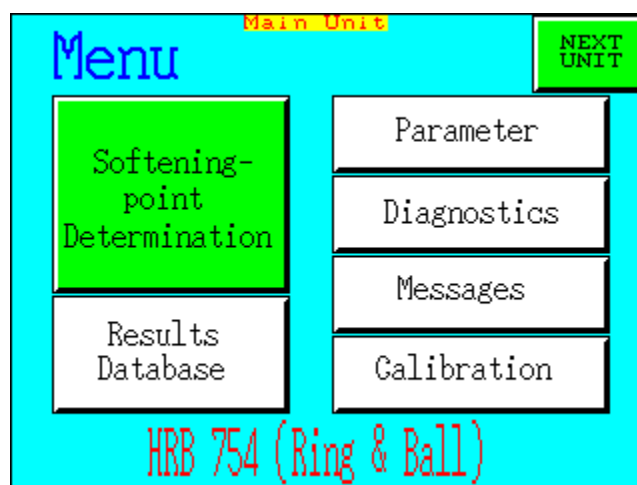 Main Unit
Menu
NEXT
UNIT
Softening-
point
Determination
Results
Database
Parameter
Diagnostics
Messages
Calibration
HRB 754 (Ring & Ball)